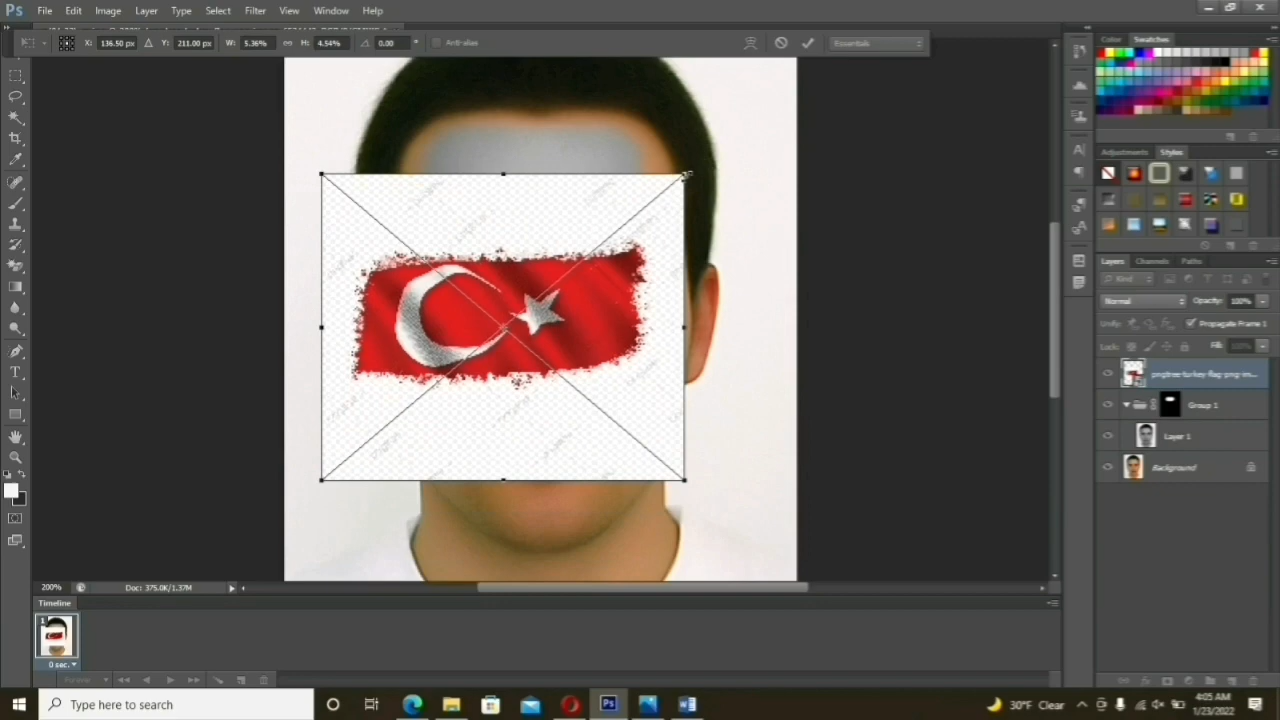 Ps File Edit Image Layer Type Select Filter View Window Help
X: 136.50 px Y: 211.00 px W: 5.36% H: 4.54% 0.00 ° Anti-alias Essentials
Color Swatches
Adjustments Styles
Layers Channels Paths
Kind
Normal Opacity: 100%
Unify: Propagate Frame 1
Lock: Fill: 100%
pngtree-turkey-flag-png-im...
Group 1
Layer 1
Background
200% Doc: 375.0K/1.37M
Timeline
1
0 sec.
Type here to search
Ps
30°F Clear
4:05 AM
1/23/2022